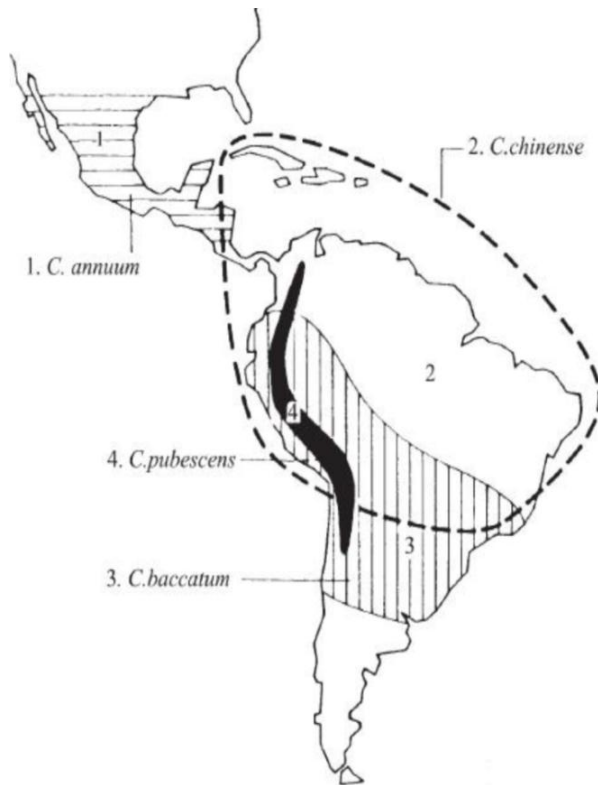 1
2. C.chinense
1. C. annuum
2
4
4. C.pubescens
3
3. C.baccatum